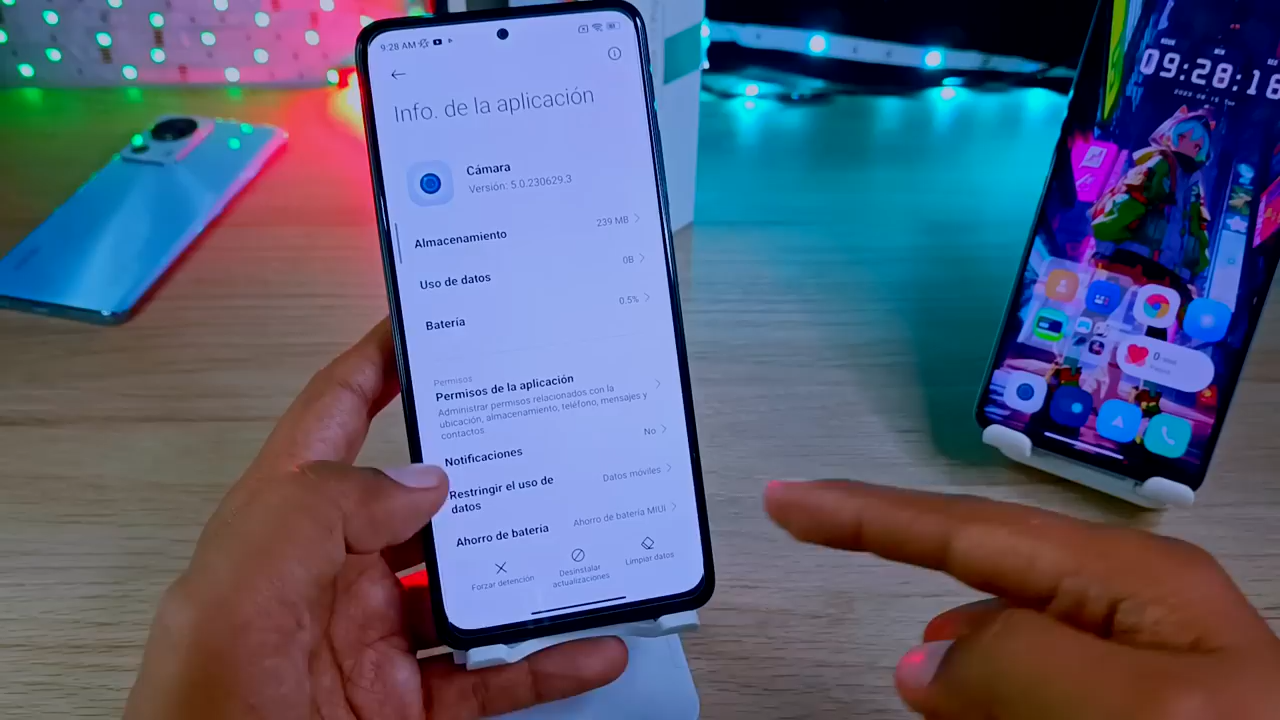 9:28 AM
Info. de la aplicación
Cámara
Versión: 5.0.230629.3
Almacenamiento
239 MB
Uso de datos
0B
Batería
0.5%
Permisos
Permisos de la aplicación
Administrar permisos relacionados con la
ubicación, almacenamiento, teléfono, mensajes y
contactos.
Notificaciones
No
Restringir el uso de
datos
Datos móviles
Ahorro de batería
Ahorro de batería MIUI
Forzar detención
Desinstalar
actualizaciones
Limpiar datos
09:28:16
0